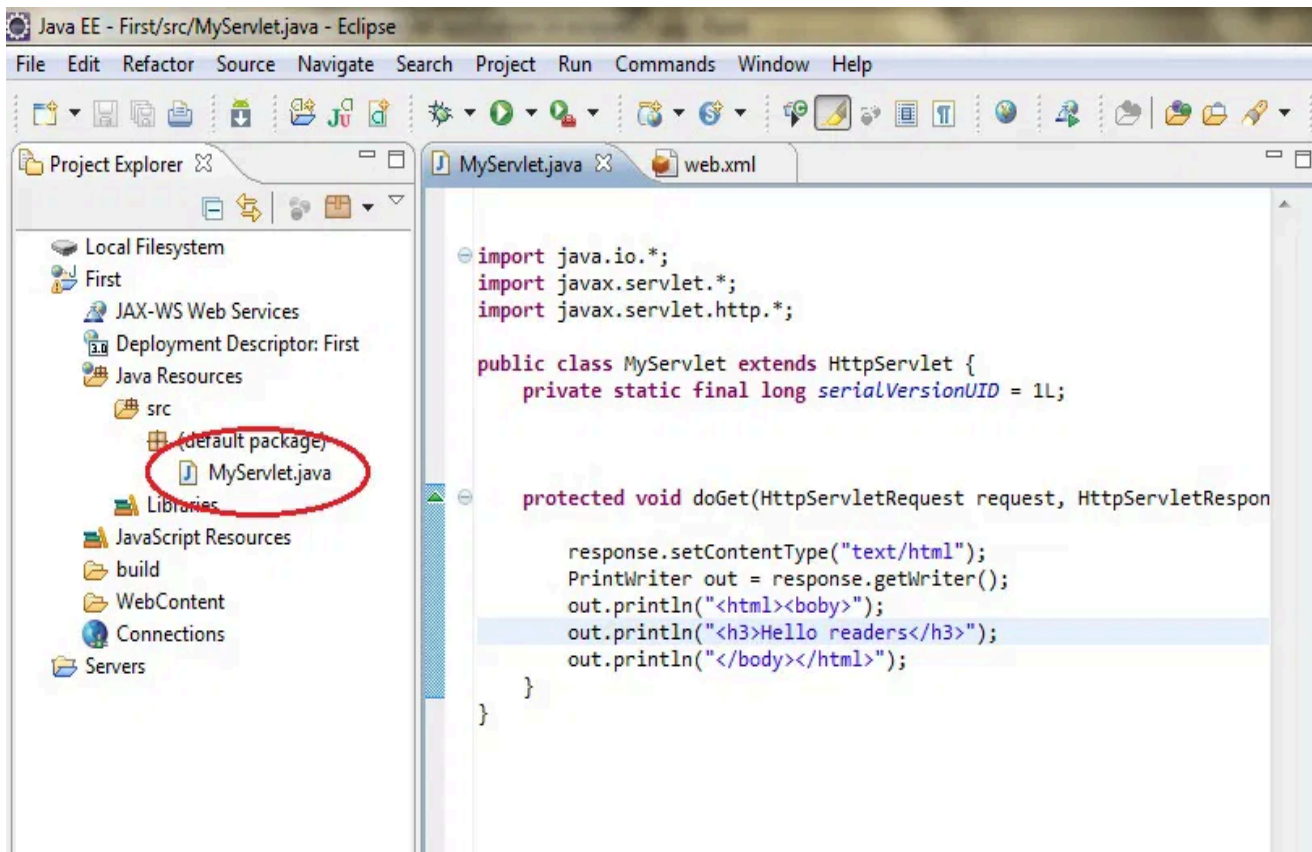 Java EE - First/src/MyServlet.java - Eclipse
File Edit Refactor Source Navigate Search Project Run Commands Window Help
Project Explorer
Local Filesystem
First
JAX-WS Web Services
3.0 Deployment Descriptor: First
Java Resources
src
(default package)
MyServlet.java
Libraries
JavaScript Resources
build
WebContent
Connections
Servers
MyServlet.java web.xml
import java.io.*;
import javax.servlet.*;
import javax.servlet.http.*;
public class MyServlet extends HttpServlet {
private static final long serialVersionUID = 1L;
protected void doGet(HttpServletRequest request, HttpServletRespon
response.setContentType("text/html");
PrintWriter out = response.getWriter();
out.println("<html><boby>");
out.println("<h3>Hello readers</h3>");
out.println("</body></html>");
}
}